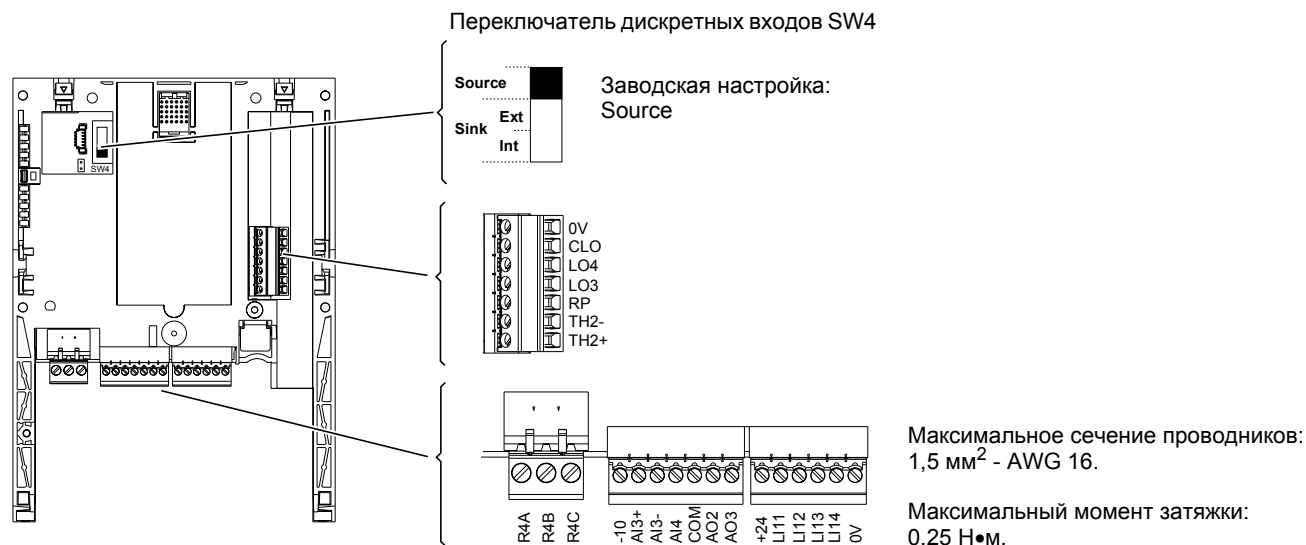 Переключатель дискретных входов SW4
Source
Sink
Ext
Int
Заводская настройка:
Source
SW4
0V
CLO
LO4
LO3
RP
TH2-
TH2+
R4A
R4B
R4C
-10
AI3+
AI3-
AI4
COM
AO2
AO3
+24
LI11
LI12
LI13
LI14
0V
Максимальное сечение проводников:
1,5 мм² - AWG 16.
Максимальный момент затяжки:
0,25 Н•м.